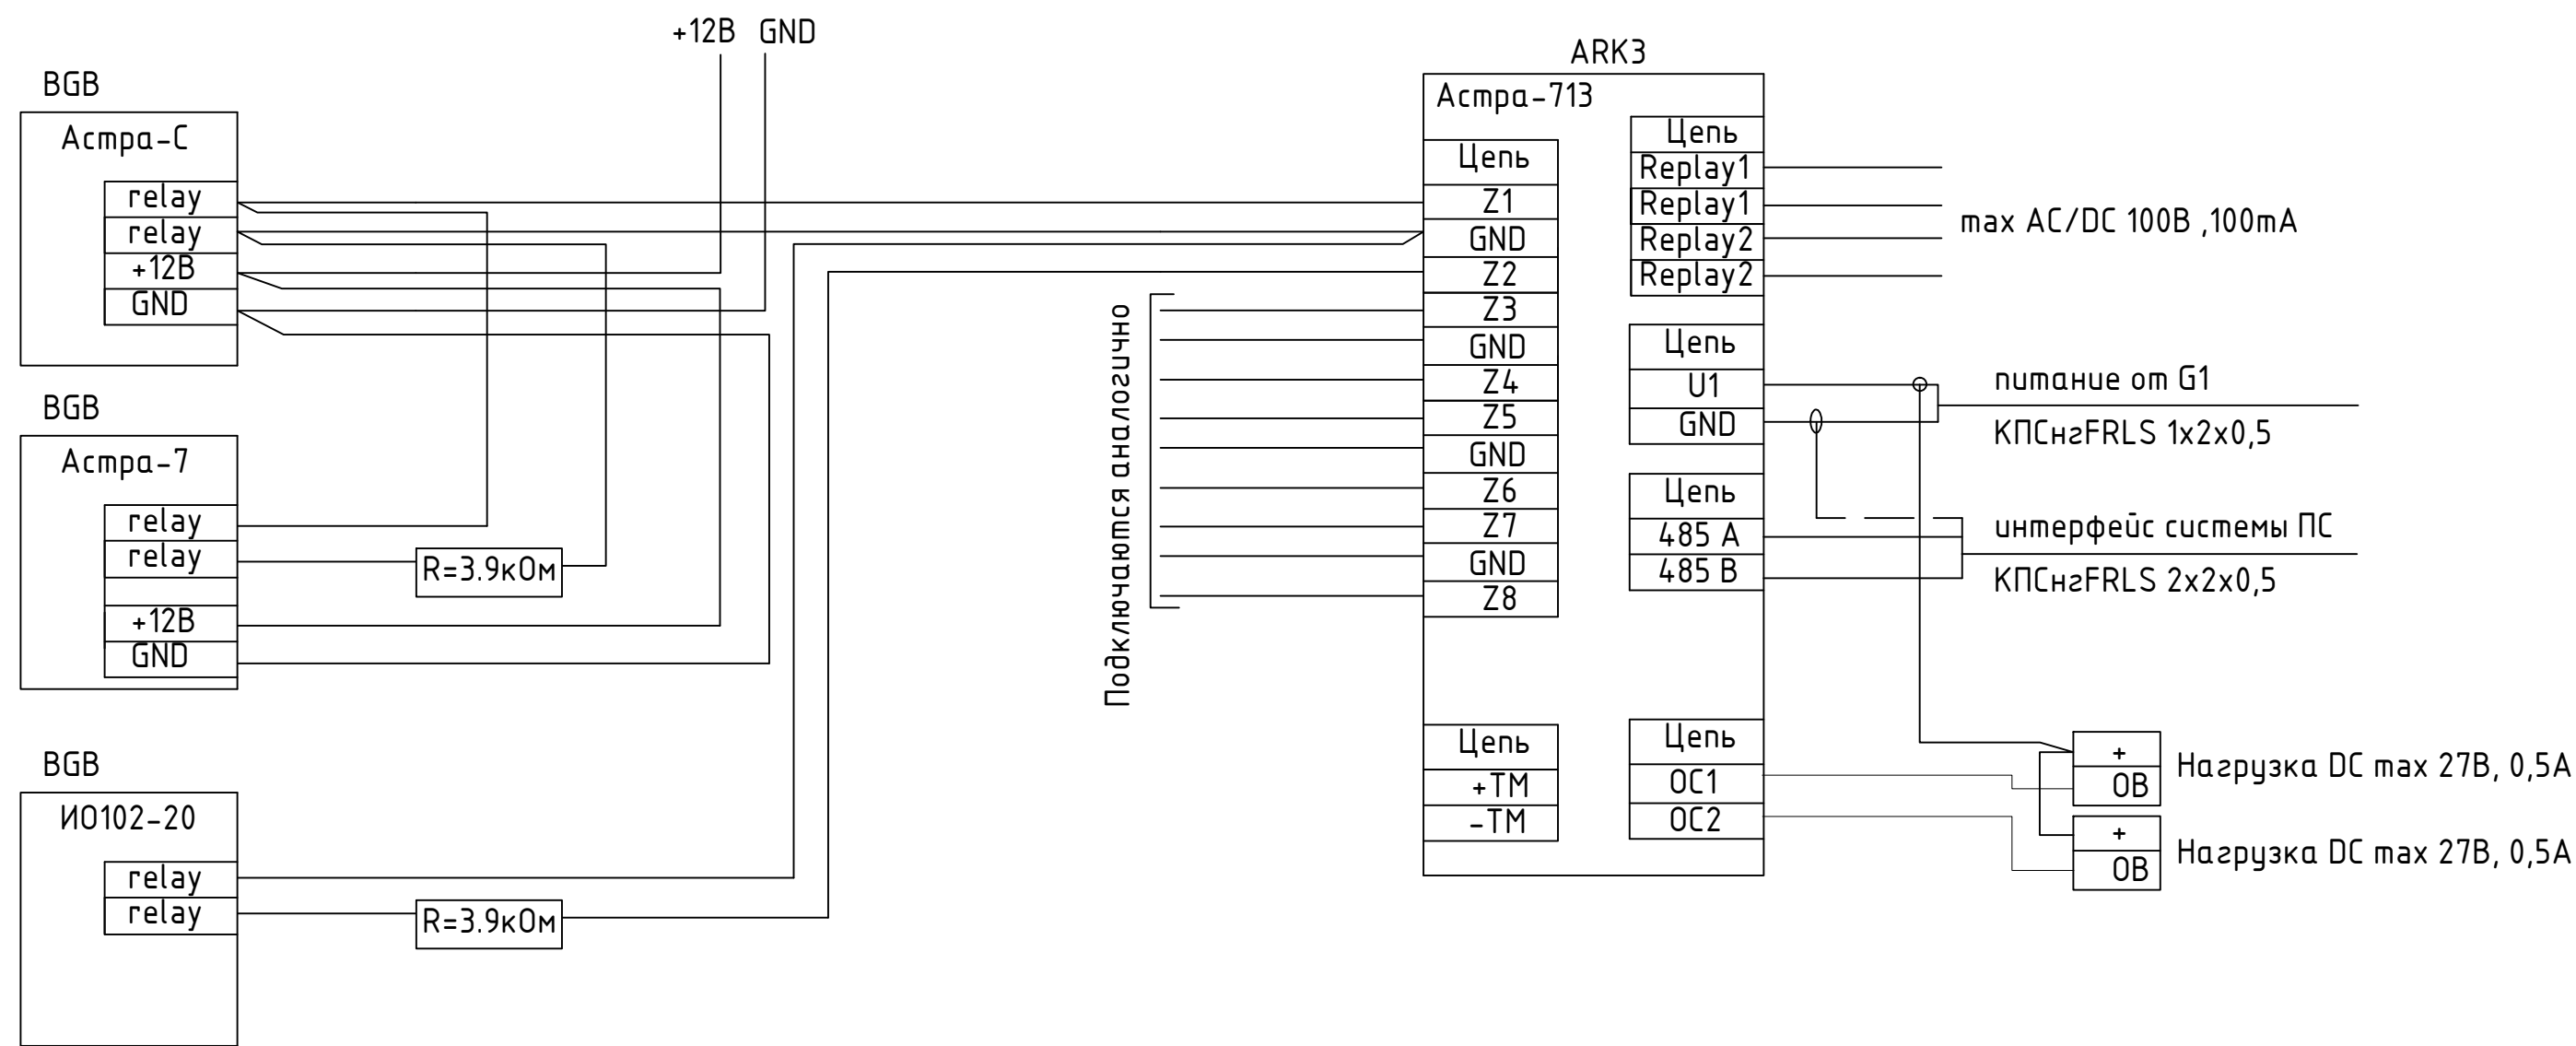 +12В GND
BGB
Астра-С
relay
relay
+12В
GND
BGB
Астра-7
relay
relay
+12В
GND
R=3.9кОм
BGB
ИО102-20
relay
relay
R=3.9кОм
Подключаются аналогично
ARK3
Астра-713
Цепь
Z1
GND
Z2
Z3
GND
Z4
Z5
GND
Z6
Z7
GND
Z8
Цепь
+ТМ
-ТМ
Цепь
Replay1
Replay1
Replay2
Replay2
max AC/DC 100В ,100mA
Цепь
U1
GND
питание от G1
КПСнгFRLS 1x2x0,5
Цепь
485 A
485 B
интерфейс системы ПС
КПСнгFRLS 2x2x0,5
Цепь
ОС1
ОС2
+
0В
Нагрузка DC max 27В, 0,5А
+
0В
Нагрузка DC max 27В, 0,5А